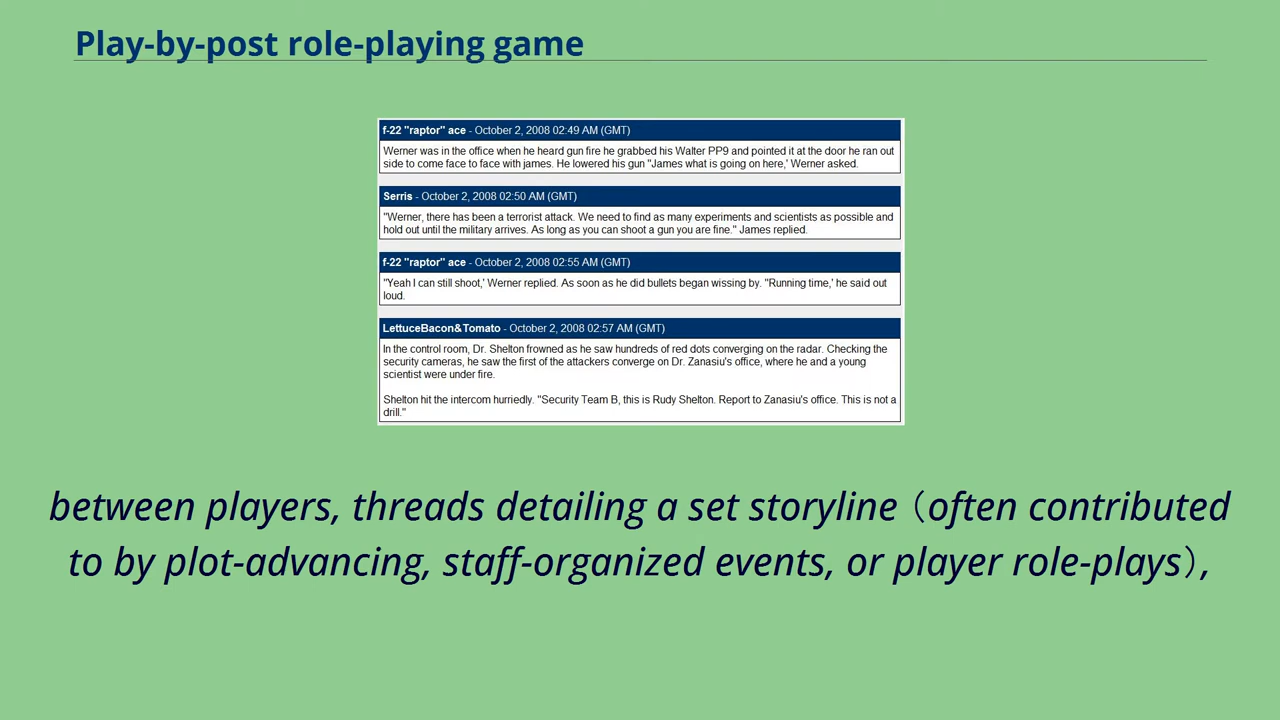 Play-by-post role-playing game
f-22 "raptor" ace - October 2, 2008 02:49 AM (GMT)
Werner was in the office when he heard gun fire he grabbed his Walter PP9 and pointed it at the door he ran out
side to come face to face with james. He lowered his gun "James what is going on here,' Werner asked.
Serris - October 2, 2008 02:50 AM (GMT)
"Werner, there has been a terrorist attack. We need to find as many experiments and scientists as possible and
hold out until the military arrives. As long as you can shoot a gun you are fine." James replied.
f-22 "raptor" ace - October 2, 2008 02:55 AM (GMT)
"Yeah I can still shoot,' Werner replied. As soon as he did bullets began wissing by. "Running time,' he said out
loud.
LettuceBacon&Tomato - October 2, 2008 02:57 AM (GMT)
In the control room, Dr. Shelton frowned as he saw hundreds of red dots converging on the radar. Checking the
security cameras, he saw the first of the attackers converge on Dr. Zanasiu's office, where he and a young
scientist were under fire.
Shelton hit the intercom hurriedly. "Security Team B, this is Rudy Shelton. Report to Zanasiu's office. This is not a
drill."
between players, threads detailing a set storyline (often contributed
to by plot-advancing, staff-organized events, or player role-plays),